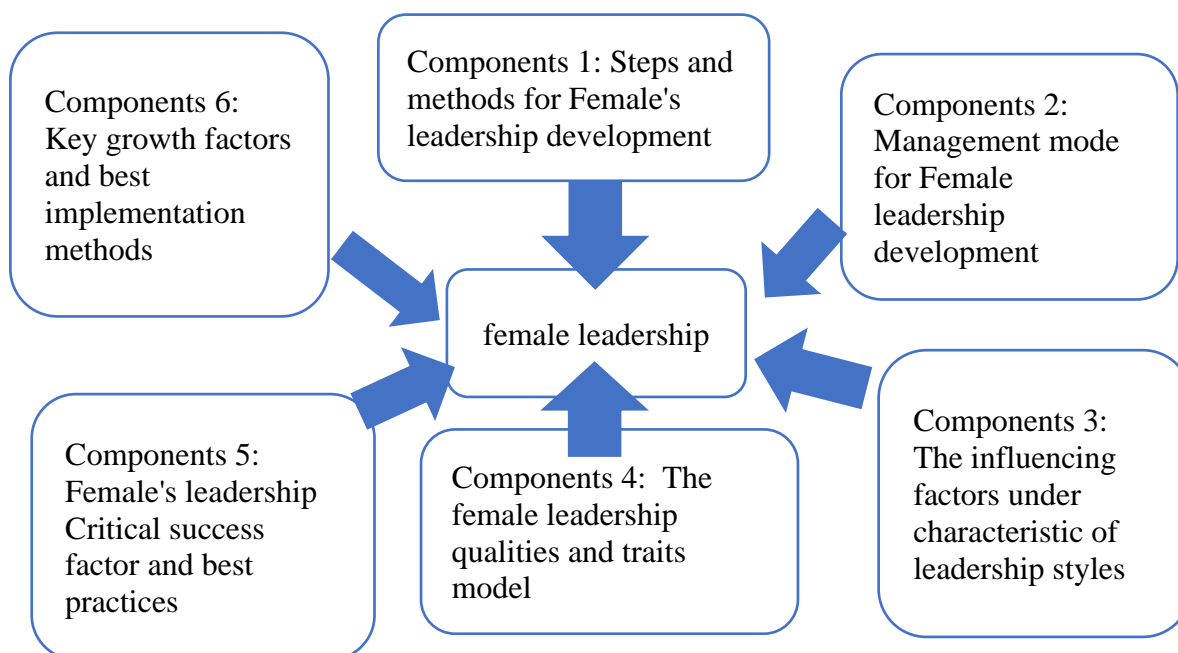 Components 1: Steps and
methods for Female's
leadership development
Components 2:
Management mode
for Female
leadership
development
Components 3:
The influencing
factors under
characteristic of
leadership styles
Components 4:  The
female leadership
qualities and traits
model
Components 5:
Female's leadership
Critical success
factor and best
practices
Components 6:
Key growth factors
and best
implementation
methods
female leadership